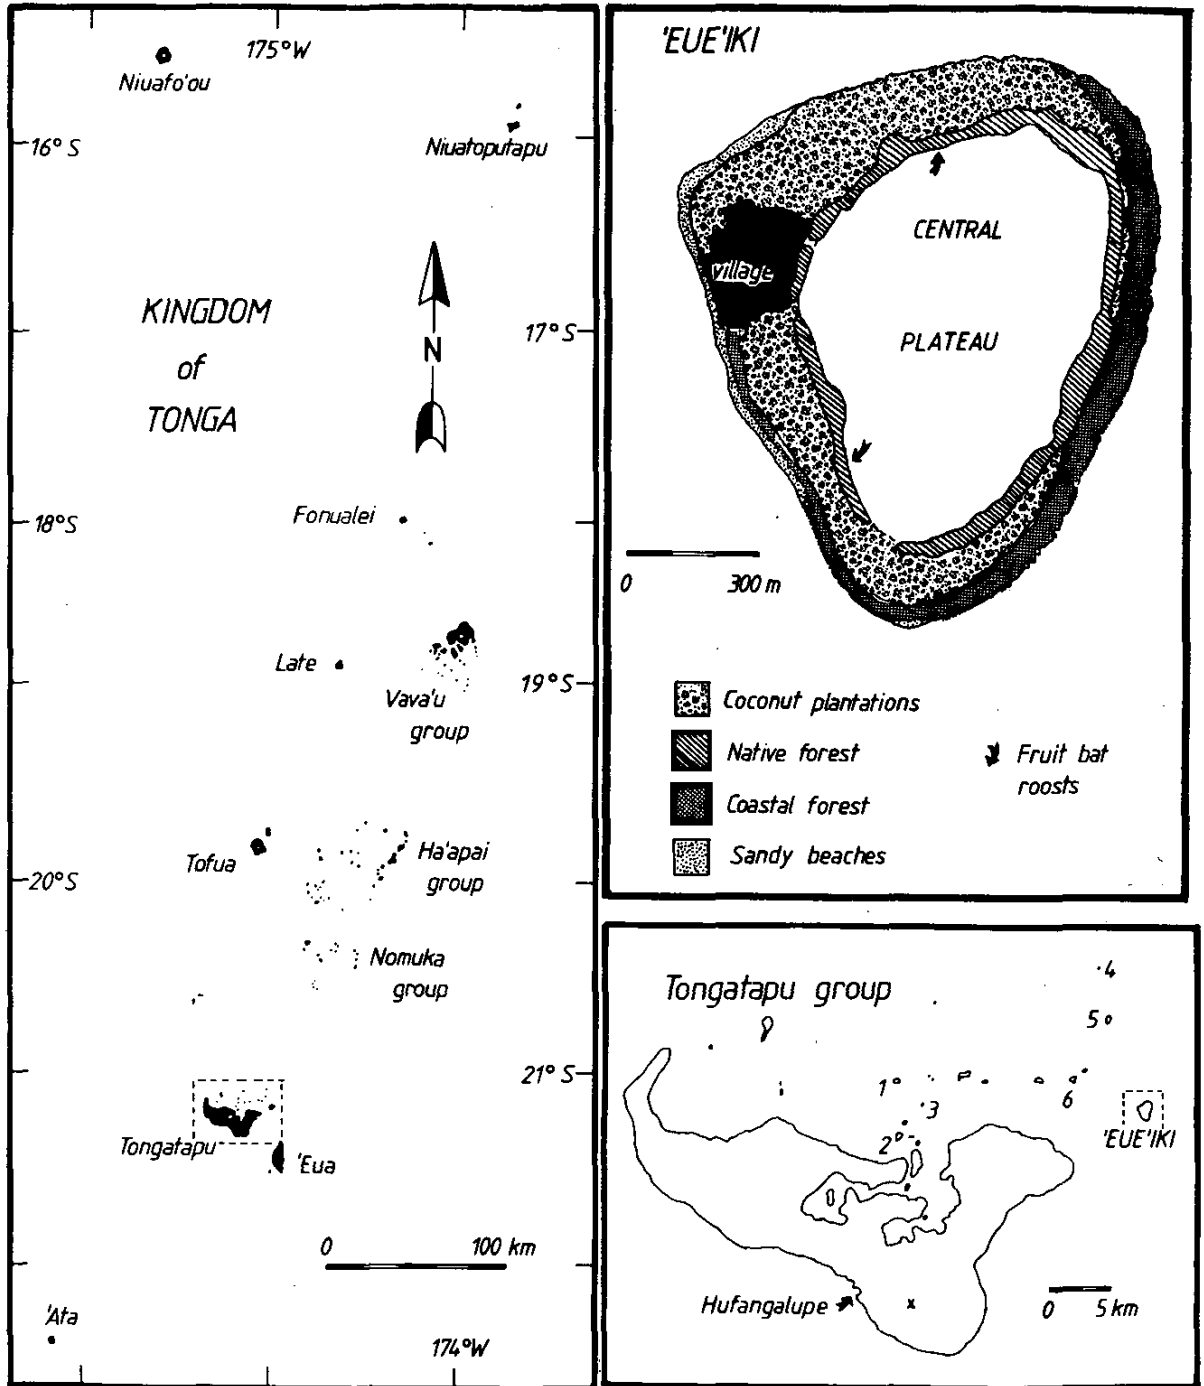 175°W
Niuafo'ou
Niuatoputapu
16° S
KINGDOM
of
TONGA
N
17°S
Fonualei
18°S
Late
Vava'u
group
19°S
Tofua
Ha'apai
group
20°S
Nomuka
group
21° S
Tongatapu
'Eua
0 100 km
'Ata
174°W
'EUE'IKI
CENTRAL
PLATEAU
village
0 300 m
Coconut plantations
Native forest
Coastal forest
Sandy beaches
Fruit bat
roosts
Tongatapu group
4
5
1
3
6
2
'EUE'IKI
Hufangalupe
x
0 5 km